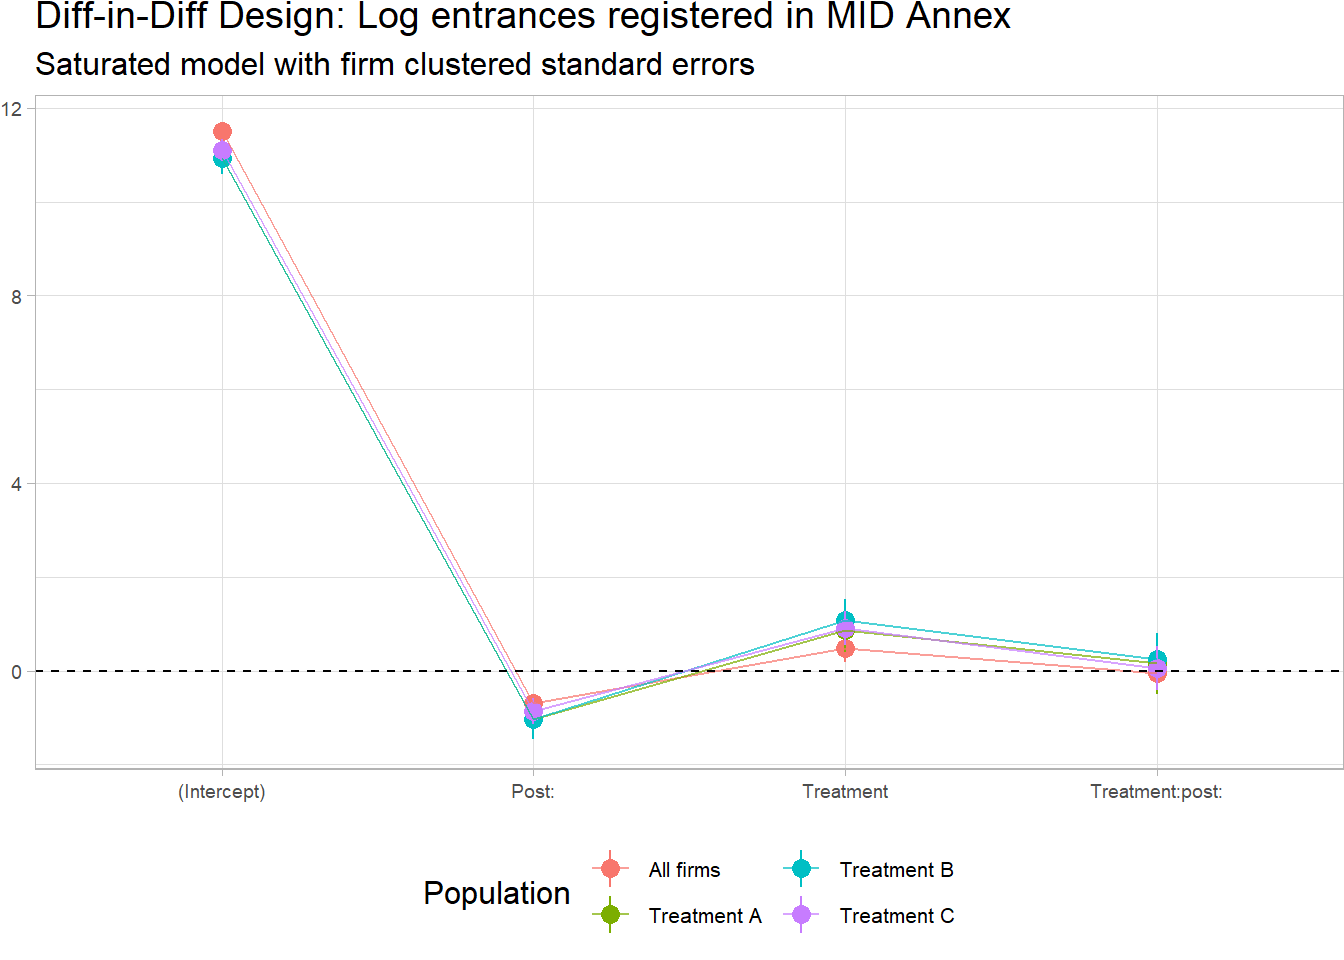 Diff-in-Diff Design: Log entrances registered in MID Annex
Saturated model with firm clustered standard errors
12
8
4
0
(Intercept)
Post:
Treatment
Treatment:post:
Population
All firms
Treatment B
Treatment A
Treatment C